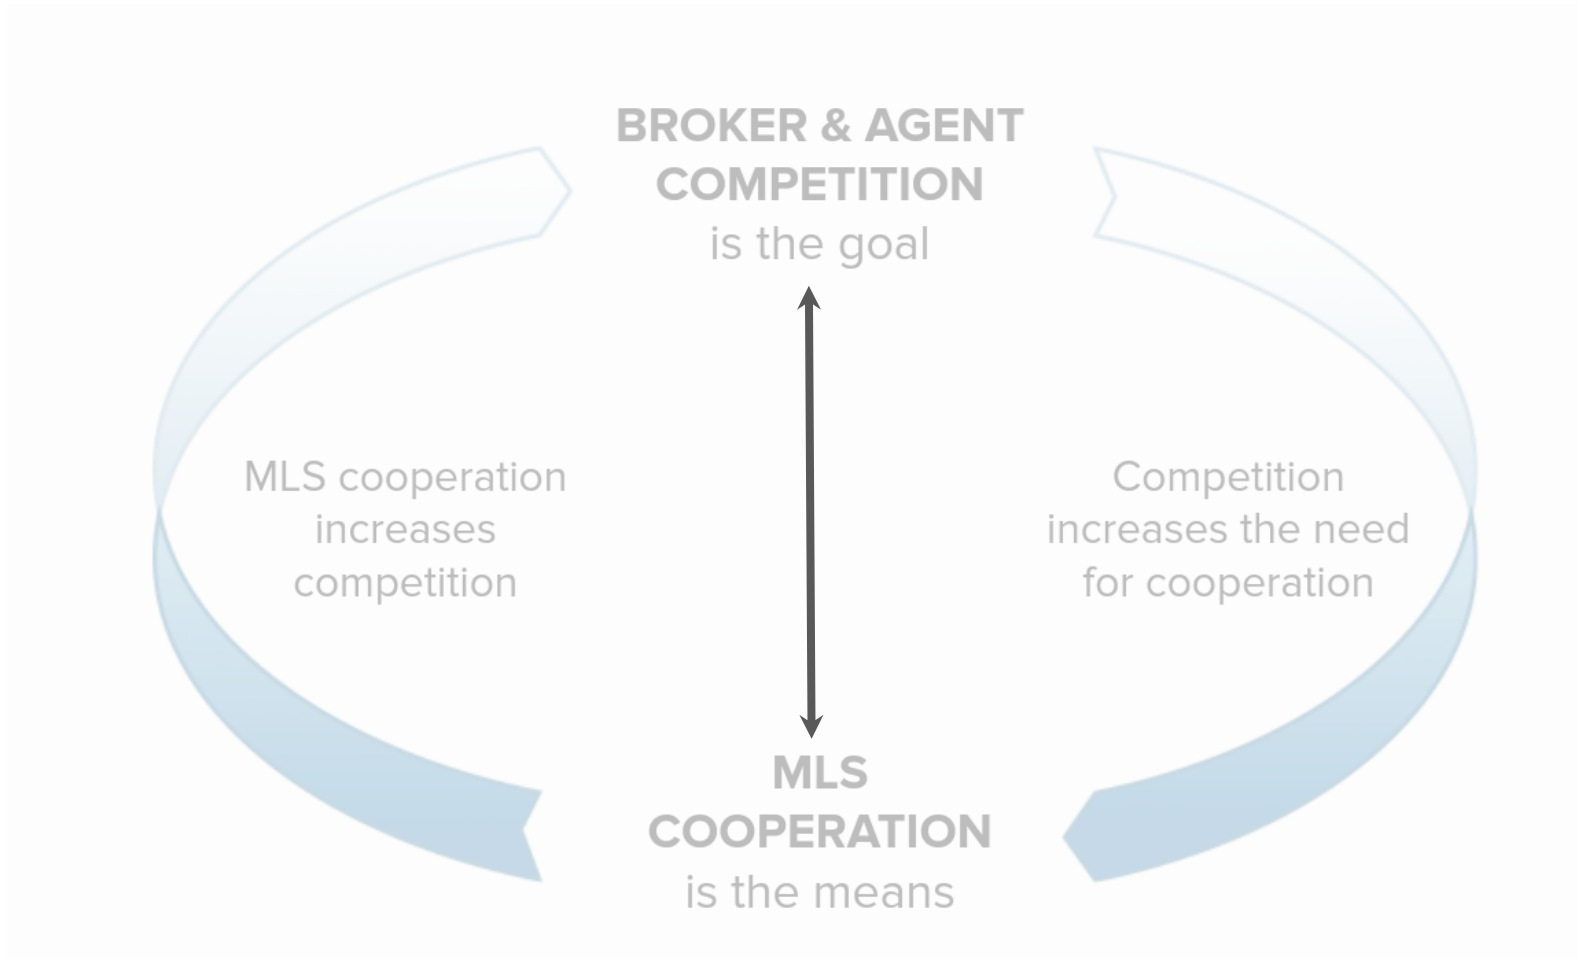 BROKER & AGENT
COMPETITION
is the goal
MLS cooperation
increases
competition
Competition
increases the need
for cooperation
MLS
COOPERATION
is the means